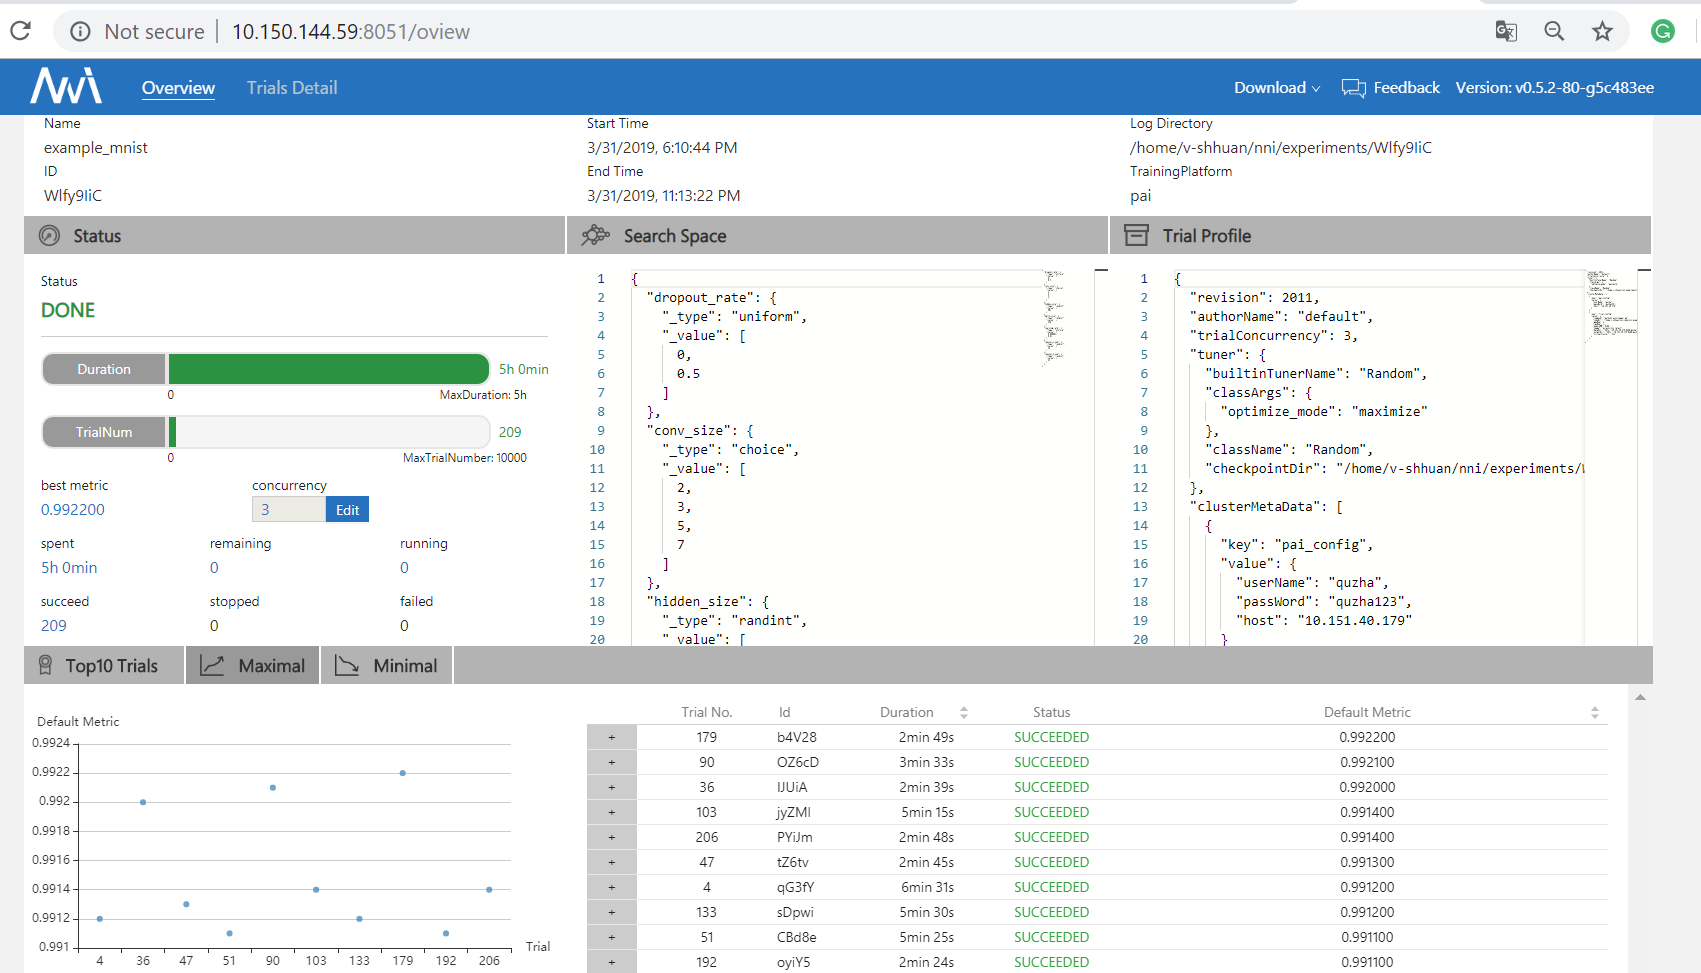 Not secure | 10.150.144.59:8051/oview
Overview Trials Detail Download Feedback Version: v0.5.2-80-g5c483ee
Name
example_mnist
ID
Start Time
3/31/2019, 6:10:44 PM
End Time
3/31/2019, 11:13:22 PM
Log Directory
TrainingPlatform
pai
Status
Status
DONE
Duration 5h 0min
0 MaxDuration: 5h
TrialNum 209
0 MaxTrialNumber: 10000
best metric concurrency
0.992200 3 Edit
spent remaining running
5h 0min 0 0
succeed stopped failed
209 0 0
Search Space
1 {
2 "dropout_rate": {
3 "_type": "uniform",
4 "_value": [
5 0,
6 0.5
7 ]
8 },
9 "conv_size": {
10 "_type": "choice",
11 "_value": [
12 2,
13 3,
14 5,
15 7
16 ]
17 },
18 "hidden_size": {
19 "_type": "randint",
20 "_value": [
Trial Profile
1 {
2 "revision": 2011,
3 "authorName": "default",
4 "trialConcurrency": 3,
5 "tuner": {
6 "builtinTunerName": "Random",
7 "classArgs": {
8 "optimize_mode": "maximize"
9 },
10 "className": "Random",
11 "checkpointDir": "/home/v-shhuan/nni/experiments/
12 },
13 "clusterMetaData": [
14 {
15 "key": "pai_config",
16 "value": {
17 "userName": "quzha",
18 "passWord": "quzha123",
19 "host": "10.151.40.179"
20 }
Top10 Trials Maximal Minimal
Default Metric
0.9924
0.9922
0.992
0.9918
0.9916
0.9914
0.9912
0.991
4 36 47 51 90 103 133 179 192 206
Trial
Trial No. Id Duration Status Default Metric
+ 179 b4V28 2min 49s SUCCEEDED 0.992200
+ 90 OZ6cD 3min 33s SUCCEEDED 0.992100
+ 36 2min 39s SUCCEEDED 0.992000
+ 103 5min 15s SUCCEEDED 0.991400
+ 206 PYiJm 2min 48s SUCCEEDED 0.991400
+ 47 tZ6tv 2min 45s SUCCEEDED 0.991300
+ 4 qG3fY 6min 31s SUCCEEDED 0.991200
+ 133 sDpwi 5min 30s SUCCEEDED 0.991200
+ 51 CBd8e 5min 25s SUCCEEDED 0.991100
+ 192 oyiY5 2min 24s SUCCEEDED 0.991100